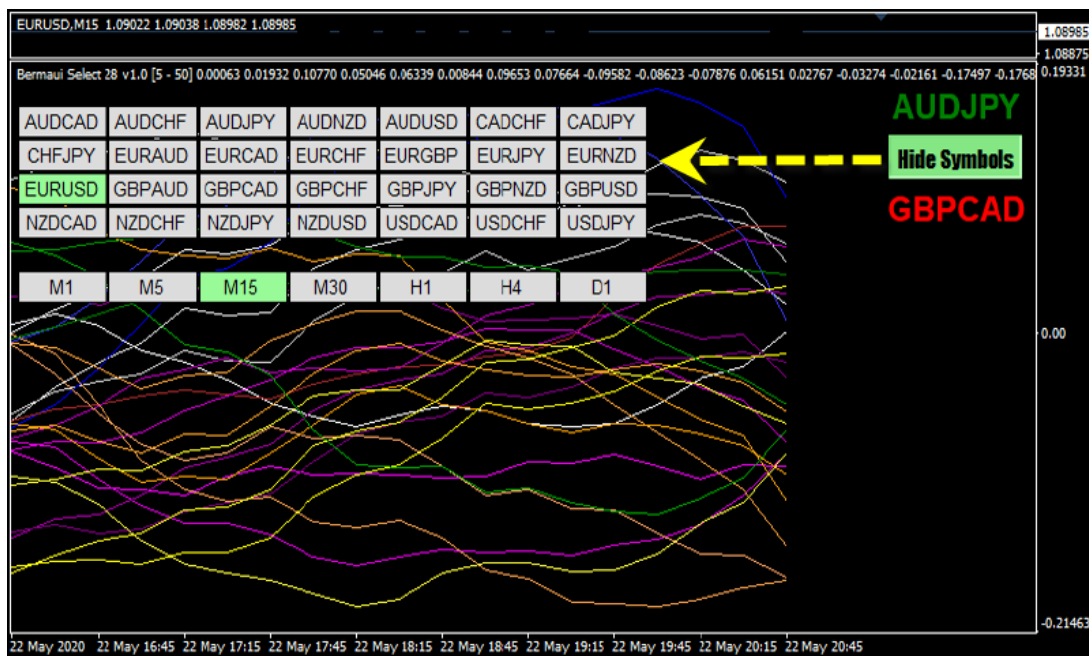 EURUSD,M15 1.09022 1.09038 1.08982 1.08985
1.08985
1.08875
Bermaui Select 28 v1.0 [5 - 50] 0.00063 0.01932 0.10770 0.05046 0.06339 0.00844 0.09653 0.07664 -0.09582 -0.08623 -0.07876 0.06151 0.02767 -0.03274 -0.02161 -0.17497 -0.1768
0.19331
AUDJPY
AUDCAD AUDCHF AUDJPY AUDNZD AUDUSD CADCHF CADJPY
CHFJPY EURAUD EURCAD EURCHF EURGBP EURJPY EURNZD
Hide Symbols
EURUSD GBPAUD GBPCAD GBPCHF GBPJPY GBPNZD GBPUSD
GBPCAD
NZDCAD NZDCHF NZDJPY NZDUSD USDCAD USDCHF USDJPY
M1 M5 M15 M30 H1 H4 D1
0.00
-0.21463
22 May 2020 22 May 16:45 22 May 17:15 22 May 17:45 22 May 18:15 22 May 18:45 22 May 19:15 22 May 19:45 22 May 20:15 22 May 20:45